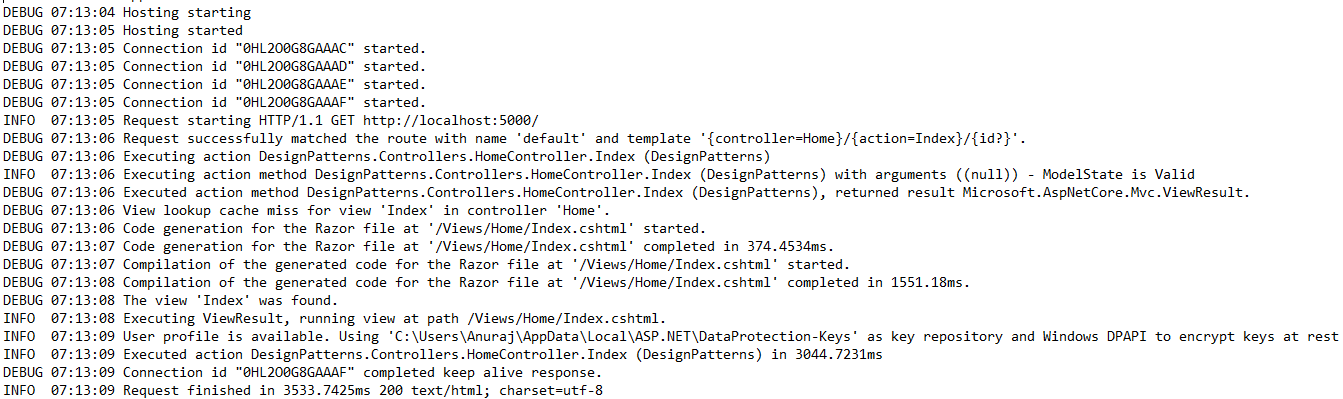 DEBUG 07:13:04 Hosting starting
DEBUG 07:13:05 Hosting started
DEBUG 07:13:05 Connection id "0HL2O0G8GAAAC" started.
DEBUG 07:13:05 Connection id "0HL2O0G8GAAAD" started.
DEBUG 07:13:05 Connection id "0HL2O0G8GAAAE" started.
DEBUG 07:13:05 Connection id "0HL2O0G8GAAAF" started.
INFO  07:13:05 Request starting HTTP/1.1 GET http://localhost:5000/
DEBUG 07:13:06 Request successfully matched the route with name 'default' and template '{controller=Home}/{action=Index}/{id?}'.
DEBUG 07:13:06 Executing action DesignPatterns.Controllers.HomeController.Index (DesignPatterns)
INFO  07:13:06 Executing action method DesignPatterns.Controllers.HomeController.Index (DesignPatterns) with arguments ((null)) - ModelState is Valid
DEBUG 07:13:06 Executed action method DesignPatterns.Controllers.HomeController.Index (DesignPatterns), returned result Microsoft.AspNetCore.Mvc.ViewResult.
DEBUG 07:13:06 View lookup cache miss for view 'Index' in controller 'Home'.
DEBUG 07:13:06 Code generation for the Razor file at '/Views/Home/Index.cshtml' started.
DEBUG 07:13:07 Code generation for the Razor file at '/Views/Home/Index.cshtml' completed in 374.4534ms.
DEBUG 07:13:07 Compilation of the generated code for the Razor file at '/Views/Home/Index.cshtml' started.
DEBUG 07:13:08 Compilation of the generated code for the Razor file at '/Views/Home/Index.cshtml' completed in 1551.18ms.
DEBUG 07:13:08 The view 'Index' was found.
INFO  07:13:08 Executing ViewResult, running view at path /Views/Home/Index.cshtml.
INFO  07:13:09 User profile is available. Using 'C:\Users\Anuraj\AppData\Local\ASP.NET\DataProtection-Keys' as key repository and Windows DPAPI to encrypt keys at rest
INFO  07:13:09 Executed action DesignPatterns.Controllers.HomeController.Index (DesignPatterns) in 3044.7231ms
DEBUG 07:13:09 Connection id "0HL2O0G8GAAAF" completed keep alive response.
INFO  07:13:09 Request finished in 3533.7425ms 200 text/html; charset=utf-8